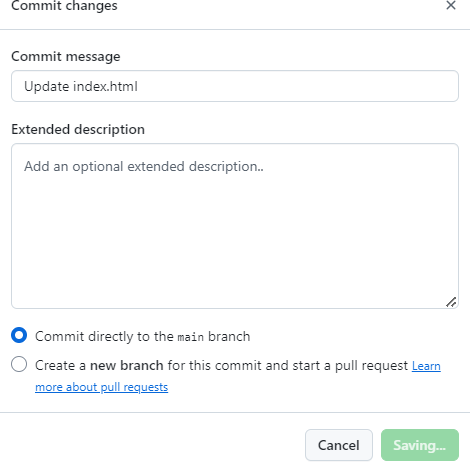 Commit changes
Commit message
Update index.html
Extended description
Add an optional extended description..
Commit directly to the main branch
Create a new branch for this commit and start a pull request Learn
more about pull requests
Cancel
Saving...